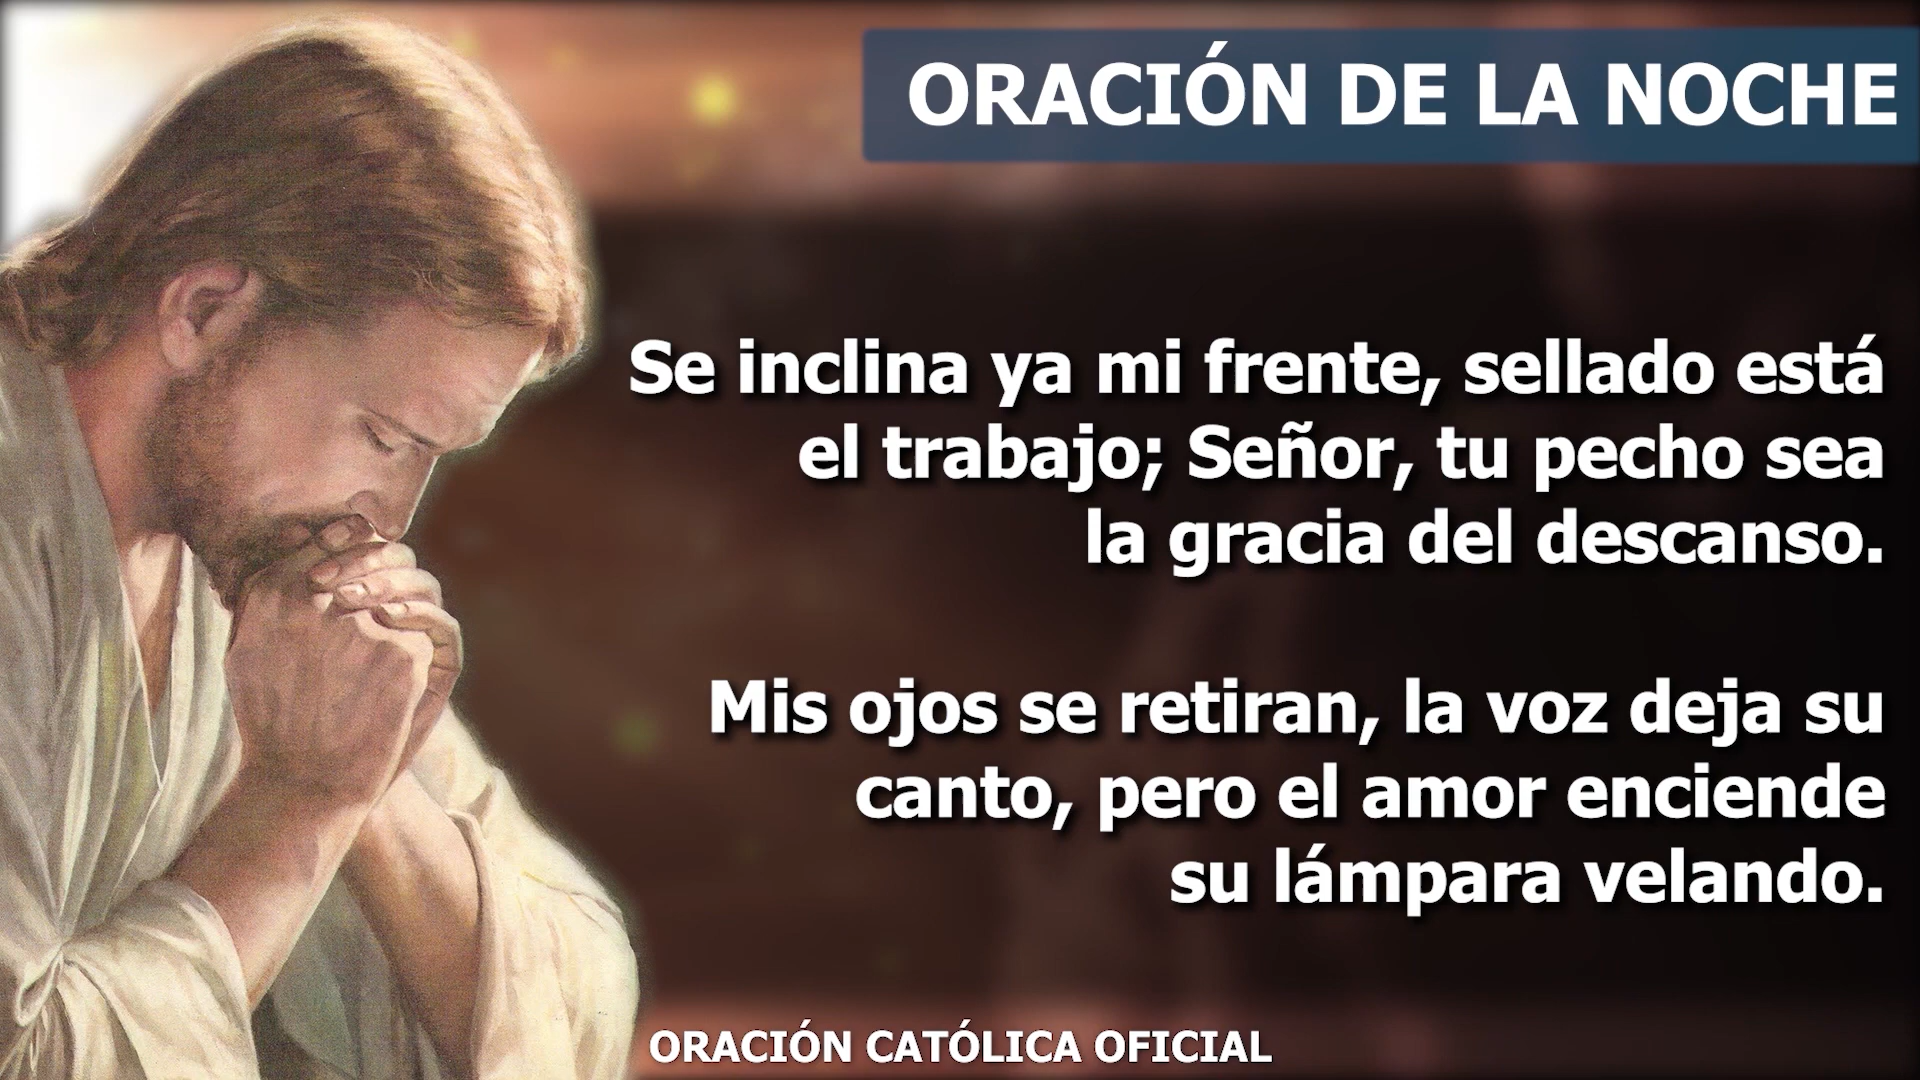 ORACIÓN DE LA NOCHE
Se inclina ya mi frente, sellado está
el trabajo; Señor, tu pecho sea
la gracia del descanso.
Mis ojos se retiran, la voz deja su
canto, pero el amor enciende
su lámpara velando.
ORACIÓN CATÓLICA OFICIAL